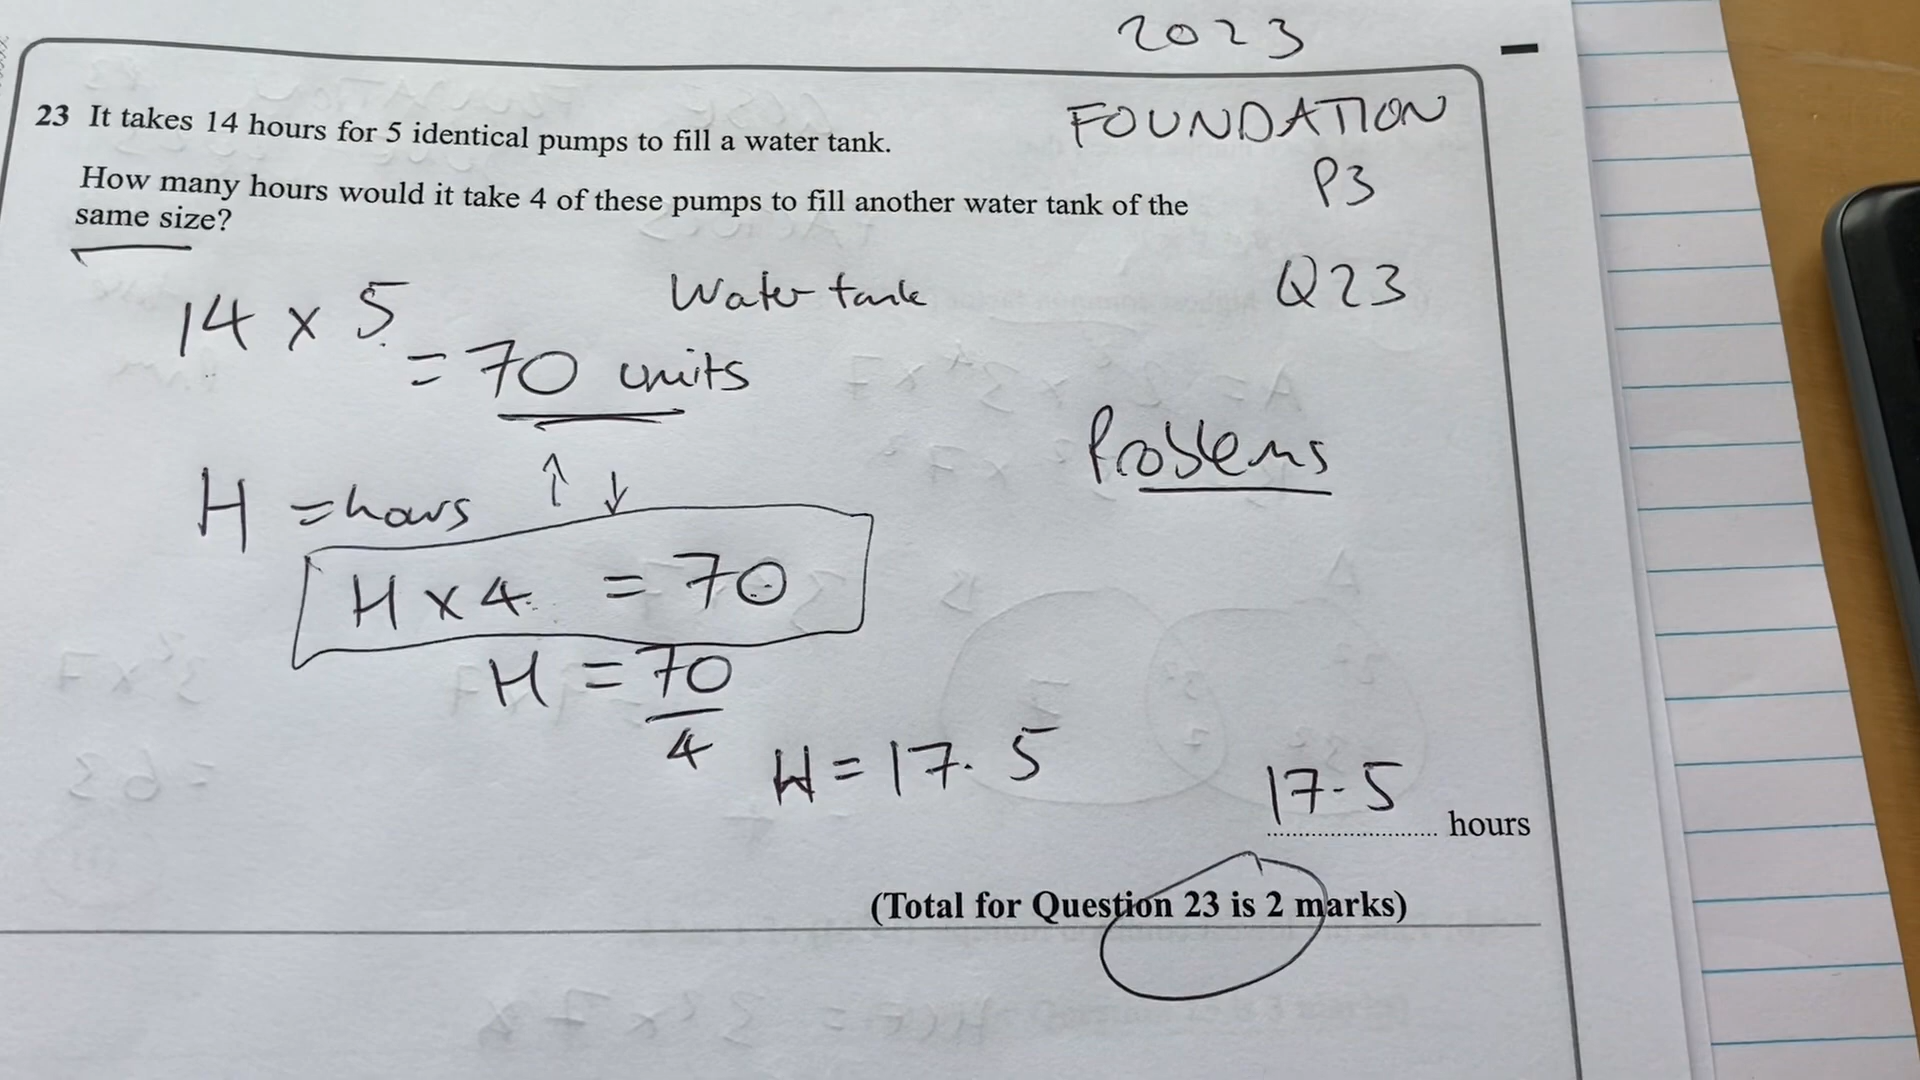 2023
FOUNDATION
P3
Q23
23 It takes 14 hours for 5 identical pumps to fill a water tank.
How many hours would it take 4 of these pumps to fill another water tank of the
same size?
Water tank
14 x 5
= 70 units
Problems
H = hours
H x 4 = 70
H = 70
4
H = 17.5
17.5 hours
(Total for Question 23 is 2 marks)